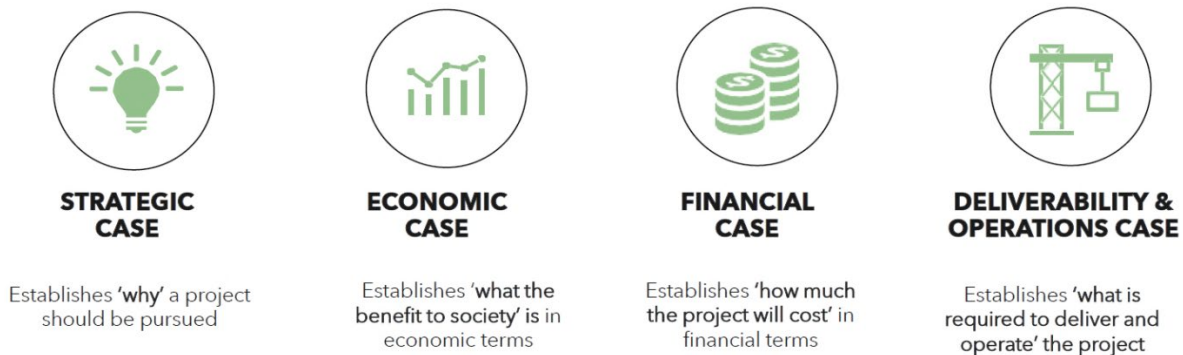 STRATEGIC
CASE
Establishes 'why' a project
should be pursued
ECONOMIC
CASE
Establishes 'what the
benefit to society' is in
economic terms
FINANCIAL
CASE
Establishes 'how much
the project will cost' in
financial terms
DELIVERABILITY &
OPERATIONS CASE
Establishes 'what is
required to deliver and
operate' the project